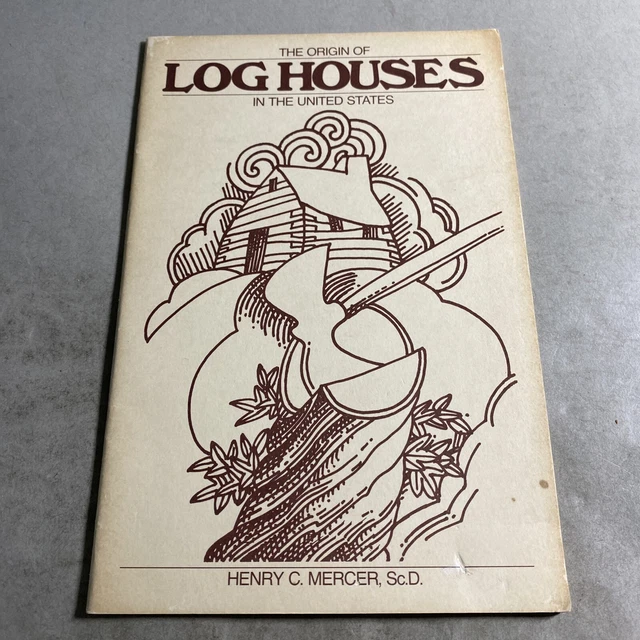 THE ORIGIN OF
LOG HOUSES
IN THE UNITED STATES
HENRY C. MERCER, Sc.D.